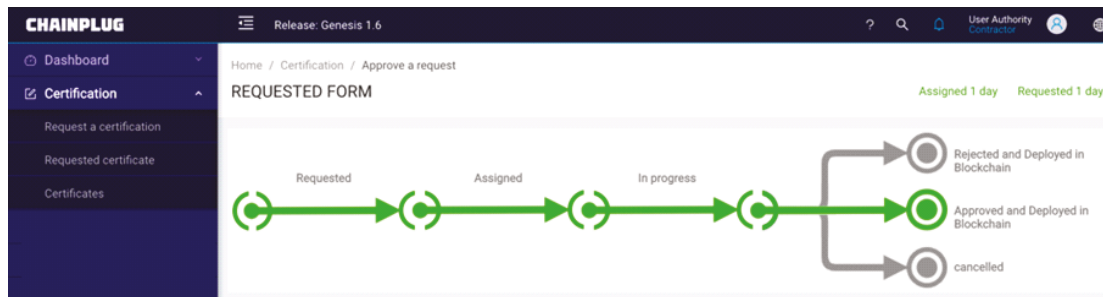 CHAINPLUG
Release: Genesis 1.6
?
User Authority
Contractor
Dashboard
Certification
Request a certification
Requested certificate
Certificates
Home / Certification / Approve a request
REQUESTED FORM
Assigned 1 day Requested 1 day
Requested
Assigned
In progress
Rejected and Deployed in
Blockchain
Approved and Deployed in
Blockchain
cancelled